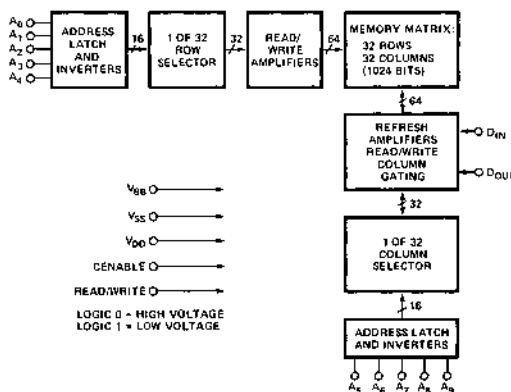 A0
A1
A2
A3
A4
ADDRESS
LATCH
AND
INVERTERS
16
1 OF 32
ROW
SELECTOR
32
READ/
WRITE
AMPLIFIERS
64
MEMORY MATRIX:
32 ROWS
32 COLUMNS
(1024 BITS)
64
REFRESH
AMPLIFIERS
READ/WRITE
COLUMN
GATING
DIN
DOUT
32
1 OF 32
COLUMN
SELECTOR
16
ADDRESS LATCH
AND INVERTERS
A5 A6 A7 A8 A9
VBB
VSS
VDD
CENABLE
READ/WRITE
LOGIC 0 = HIGH VOLTAGE
LOGIC 1 = LOW VOLTAGE